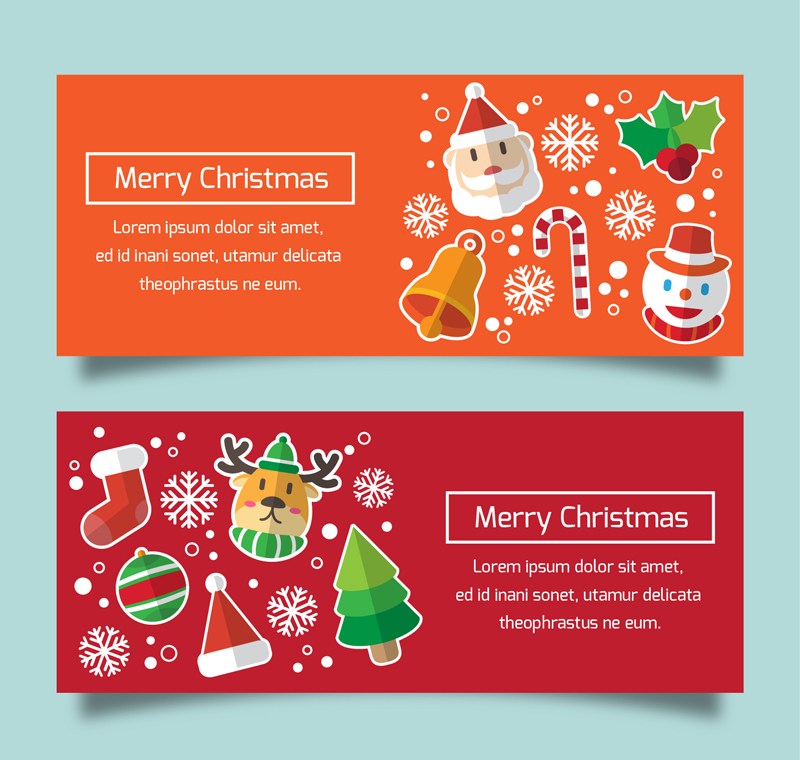 Merry Christmas
Lorem ipsum dolor sit amet,
ed id inani sonet, utamur delicata
theophrastus ne eum.
Merry Christmas
Lorem ipsum dolor sit amet,
ed id inani sonet, utamur delicata
theophrastus ne eum.